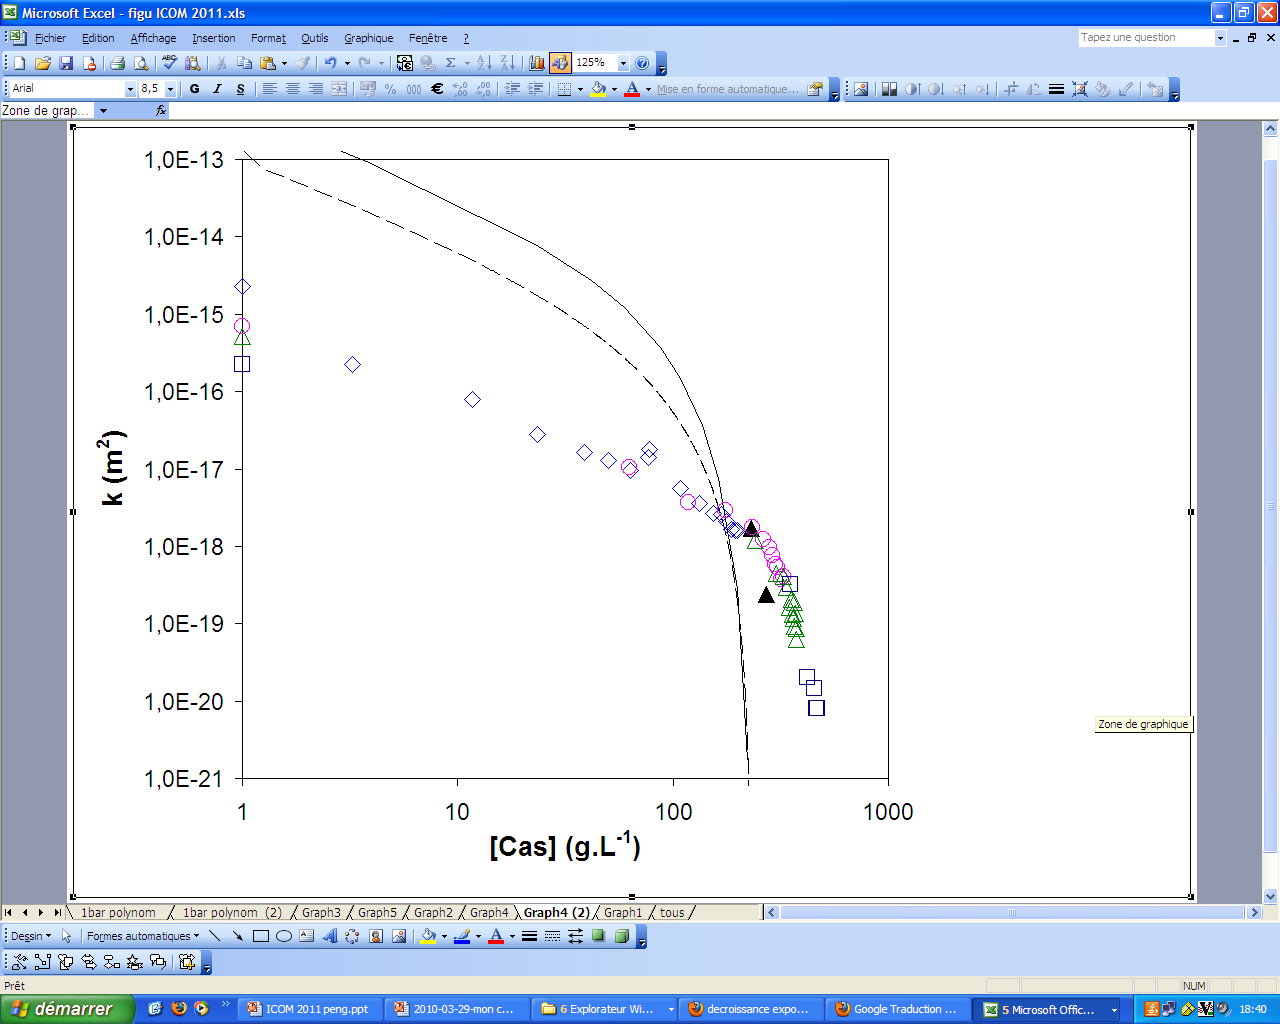 Microsoft Excel - figu ICOM 2011.xls
Fichier Edition Affichage Insertion Format Outils Graphique Fenêtre ? Tapez une question
125%
Arial 8,5 G I S % 000 € Mise en forme automatique...
Zone de grap... fx
1,0E-13
1,0E-14
1,0E-15
1,0E-16
1,0E-17
1,0E-18
1,0E-19
1,0E-20
1,0E-21
k (m²)
1 10 100 1000
[Cas] (g.L⁻¹)
Zone de graphique
1bar polynom 1bar polynom (2) Graph3 Graph5 Graph2 Graph4 Graph4 (2) Graph1 tous
Dessin Formes automatiques
Prêt NUM
démarrer ICOM 2011 peng.ppt 2010-03-29-mon c... 6 Explorateur Wi... decroissance expo... Google Traduction ... 5 Microsoft Offic... 18:40